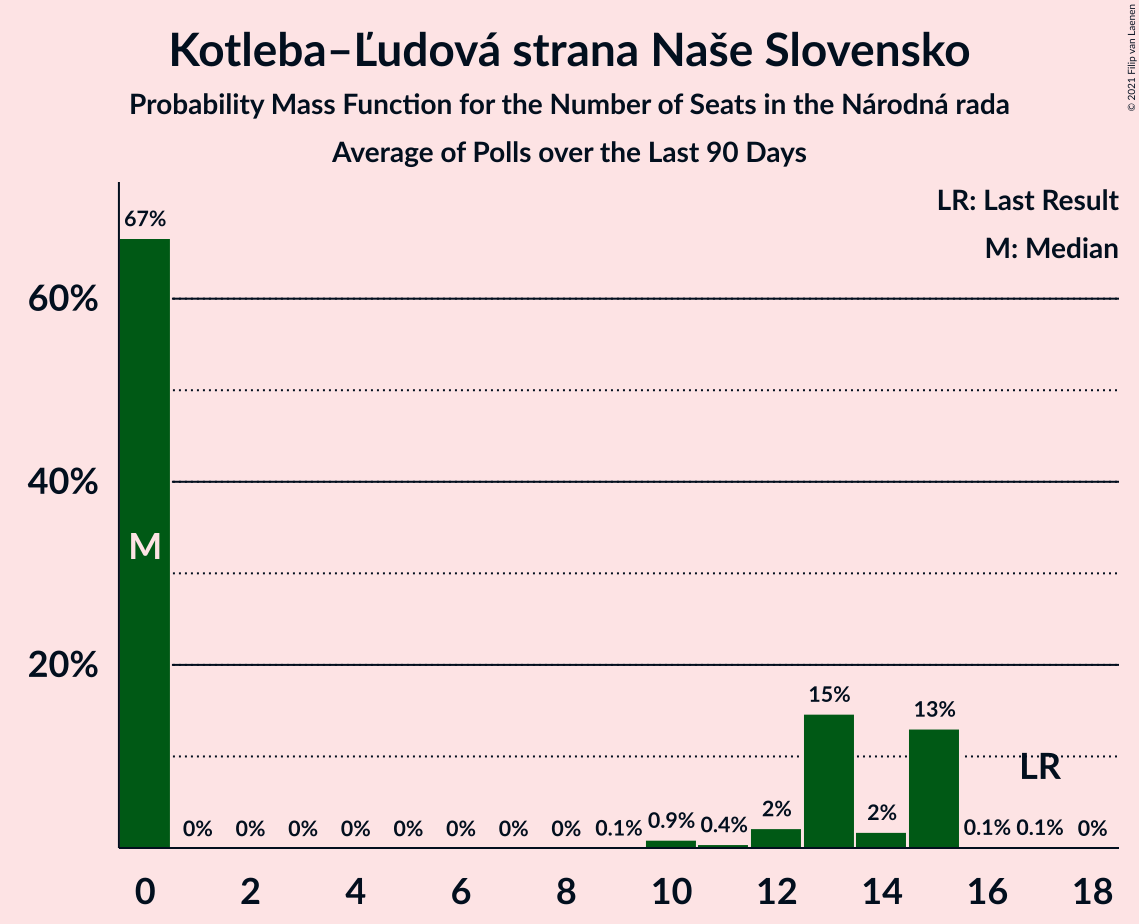 Kotleba–Ľudová strana Naše Slovensko
Probability Mass Function for the Number of Seats in the Národná rada
Average of Polls over the Last 90 Days
© 2021 Filip van Laenen
LR: Last Result
M: Median
67%
60%
40%
M
20%
15%
13%
LR
0% 0% 0% 0% 0% 0% 0% 0% 0.1% 0.9% 0.4% 2% 2% 0.1% 0.1% 0%
0 2 4 6 8 10 12 14 16 18